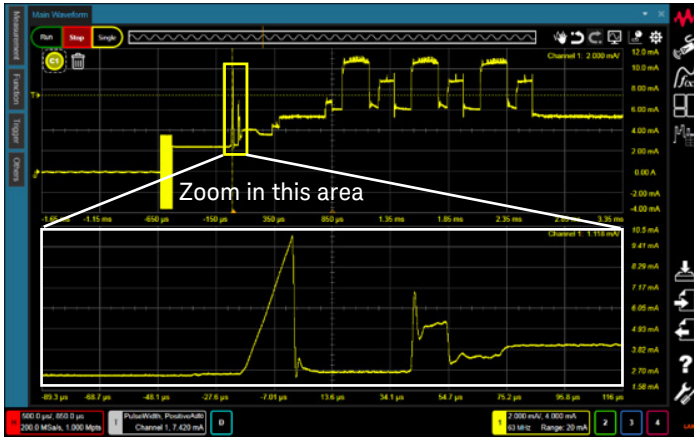 Main Waveform
Measurement
Function
Trigger
Others
Run
Stop
Single
C1
Channel 1: 2.000 mA/
12.0 mA
10.0 mA
8.00 mA
6.00 mA
4.00 mA
2.00 mA
0.00 A
-2.00 mA
-4.00 mA
T
Zoom in this area
-1.65 ms -1.15 ms -650 µs -150 µs 350 µs 850 µs 1.35 ms 1.85 ms 2.35 ms 3.35 ms
Channel 1: 1.118 mA/
10.5 mA
9.41 mA
8.29 mA
7.17 mA
6.05 mA
4.93 mA
3.82 mA
2.70 mA
1.58 mA
-89.3 µs -68.7 µs -48.1 µs -27.6 µs -7.01 µs 13.6 µs 34.1 µs 54.7 µs 75.2 µs 95.8 µs 116 µs
H
500.0 µs/, 850.0 µs
200.0 MSa/s, 1.000 Mpts
T
PulseWidth, PositiveAuto
Channel 1, 7.420 mA
D
1
2.000 mA/, 4.000 mA
63 MHz Range: 20 mA
2
3
4
LAN
f(x)
?